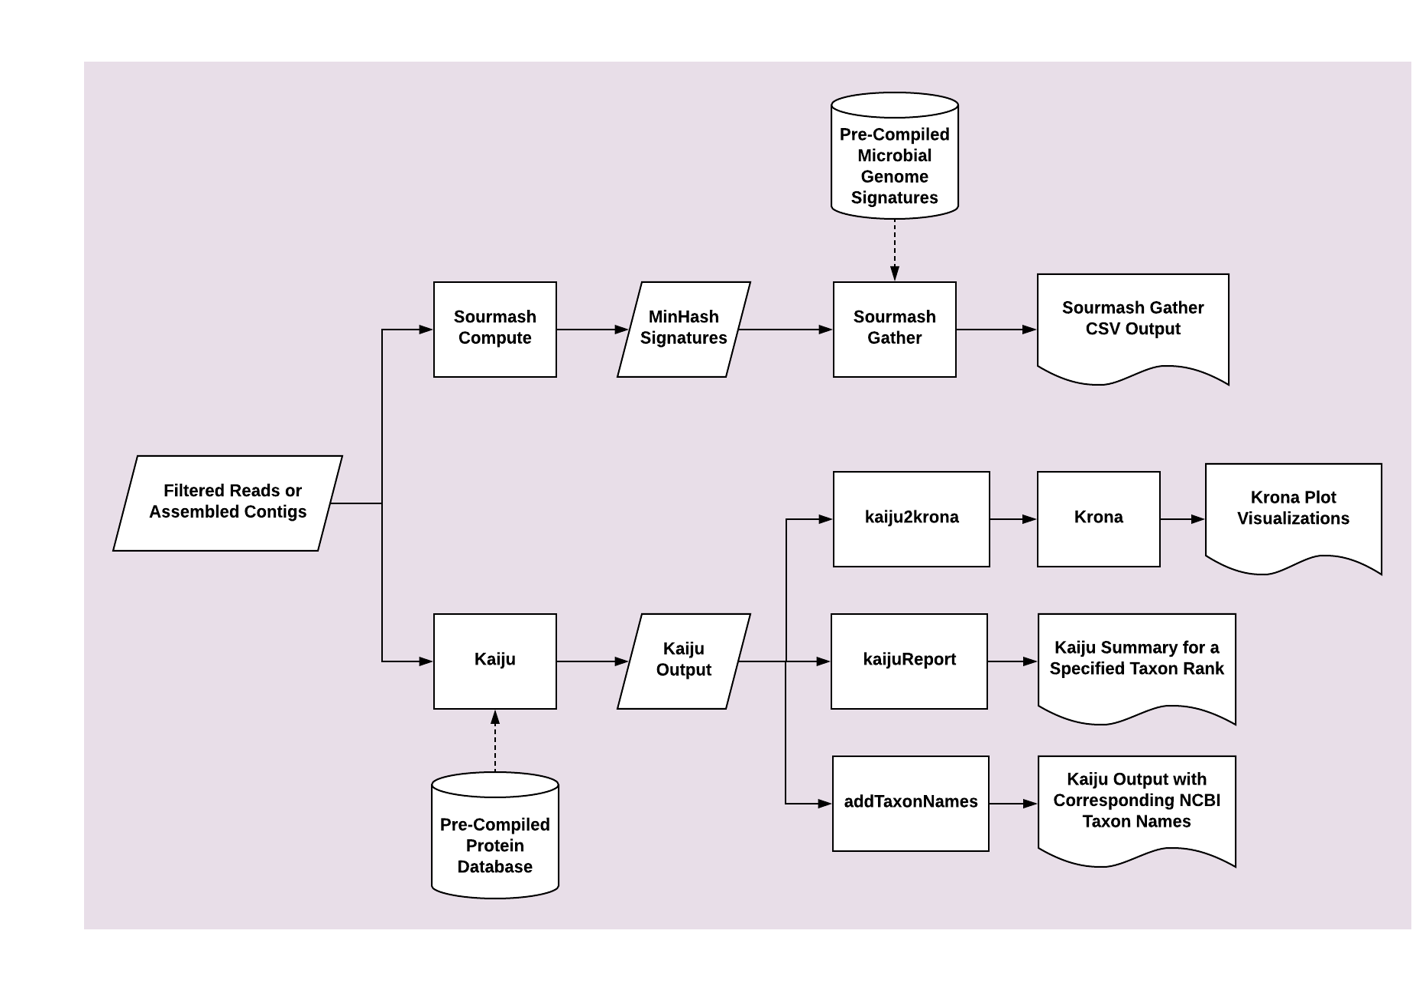 Pre-Compiled
Microbial
Genome
Signatures
Sourmash
Compute
MinHash
Signatures
Sourmash
Gather
Sourmash Gather
CSV Output
Filtered Reads or
Assembled Contigs
kaiju2krona
Krona
Krona Plot
Visualizations
Kaiju
Kaiju
Output
kaijuReport
Kaiju Summary for a
Specified Taxon Rank
addTaxonNames
Kaiju Output with
Corresponding NCBI
Taxon Names
Pre-Compiled
Protein
Database